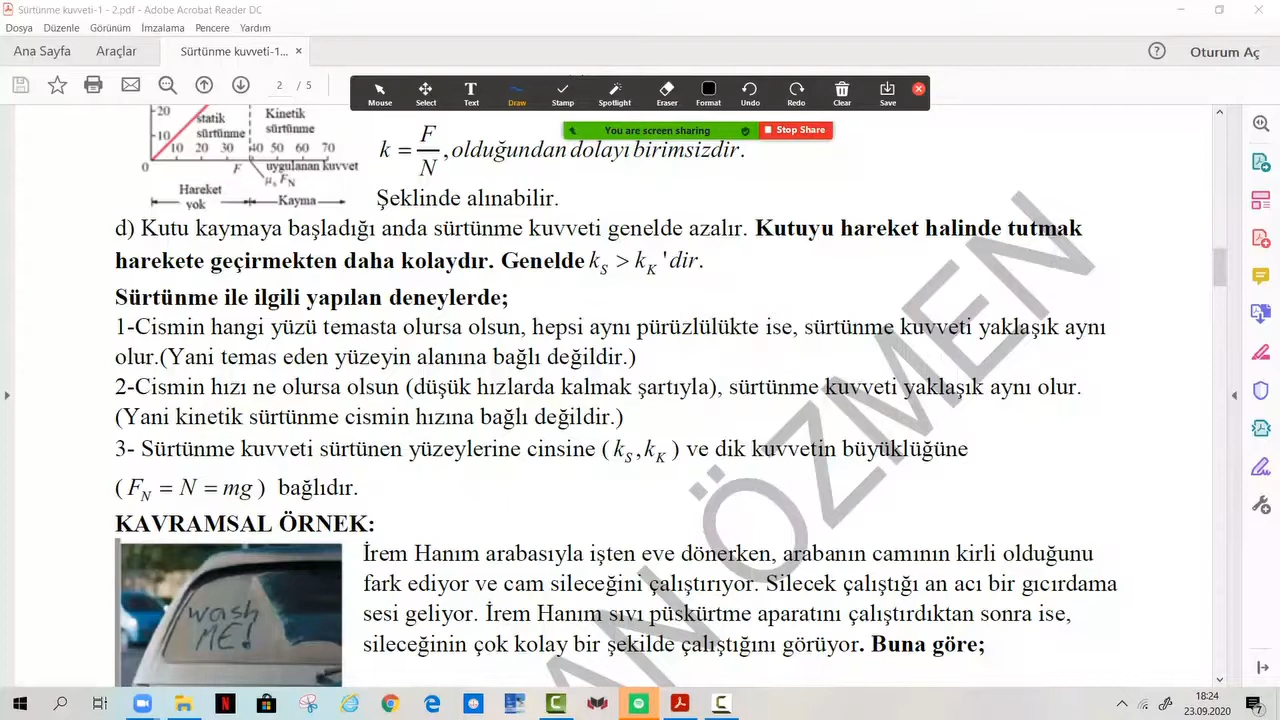 Sürtünme kuvveti-1 - 2.pdf - Adobe Acrobat Reader DC
Dosya Düzenle Görünüm İmzalama Pencere Yardım
Ana Sayfa Araçlar Sürtünme kuvveti-1... × Oturum Aç
2 / 5
Mouse Select Text Draw Stamp Spotlight Eraser Format Undo Redo Clear Save
You are screen sharing Stop Share
20 statik sürtünme Kinetik sürtünme
10
10 20 30 40 50 60 70
0 F uygulanan kuvvet
μs FN
Hareket yok Kayma
k = F/N , olduğundan dolayı birimsizdir.
Şeklinde alınabilir.
d) Kutu kaymaya başladığı anda sürtünme kuvveti genelde azalır. Kutuyu hareket halinde tutmak
harekete geçirmekten daha kolaydır. Genelde kS > kK 'dir.
Sürtünme ile ilgili yapılan deneylerde;
1-Cismin hangi yüzü temasta olursa olsun, hepsi aynı pürüzlülükte ise, sürtünme kuvveti yaklaşık aynı
olur.(Yani temas eden yüzeyin alanına bağlı değildir.)
2-Cismin hızı ne olursa olsun (düşük hızlarda kalmak şartıyla), sürtünme kuvveti yaklaşık aynı olur.
(Yani kinetik sürtünme cismin hızına bağlı değildir.)
3- Sürtünme kuvveti sürtünen yüzeylerine cinsine ( kS , kK ) ve dik kuvvetin büyüklüğüne
( FN = N = mg ) bağlıdır.
KAVRAMSAL ÖRNEK:
wash
ME!
İrem Hanım arabasıyla işten eve dönerken, arabanın camının kirli olduğunu
fark ediyor ve cam sileceğini çalıştırıyor. Silecek çalıştığı an acı bir gıcırdama
sesi geliyor. İrem Hanım sıvı püskürtme aparatını çalıştırdıktan sonra ise,
sileceğinin çok kolay bir şekilde çalıştığını görüyor. Buna göre;
AN ÖZMEN
18:24
23.09.2020